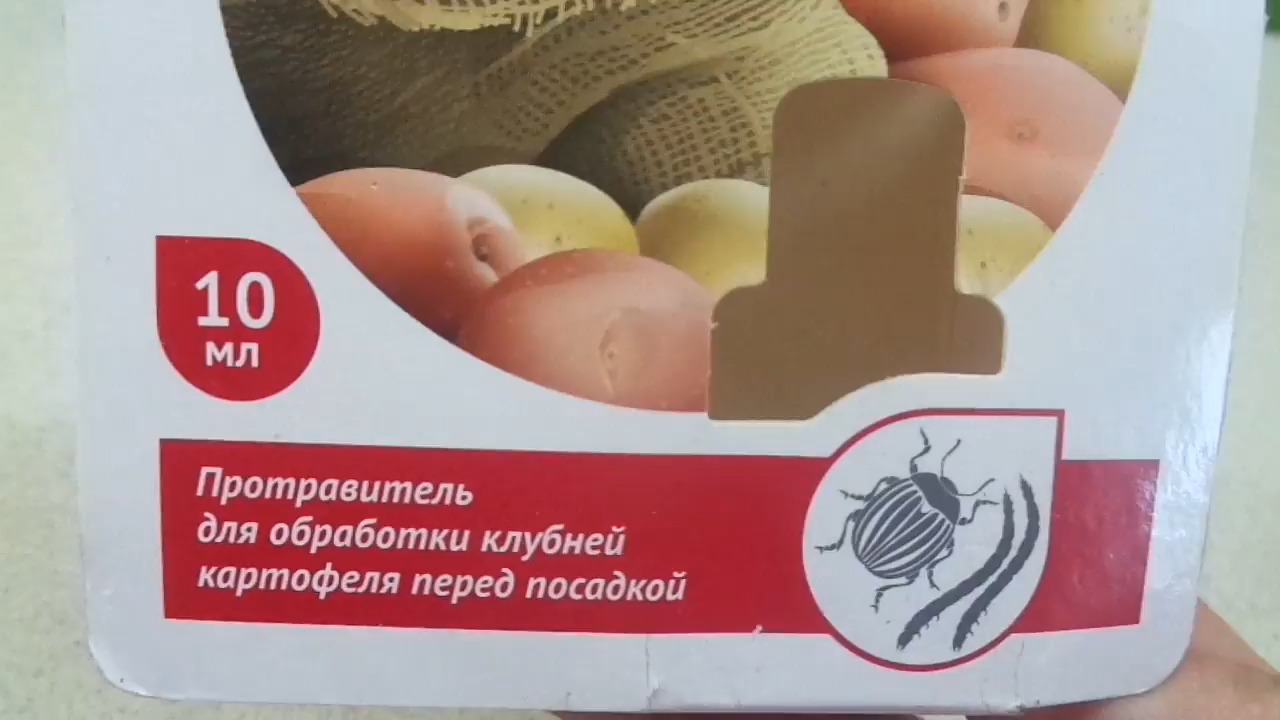 10
мл
Протравитель
для обработки клубней
картофеля перед посадкой